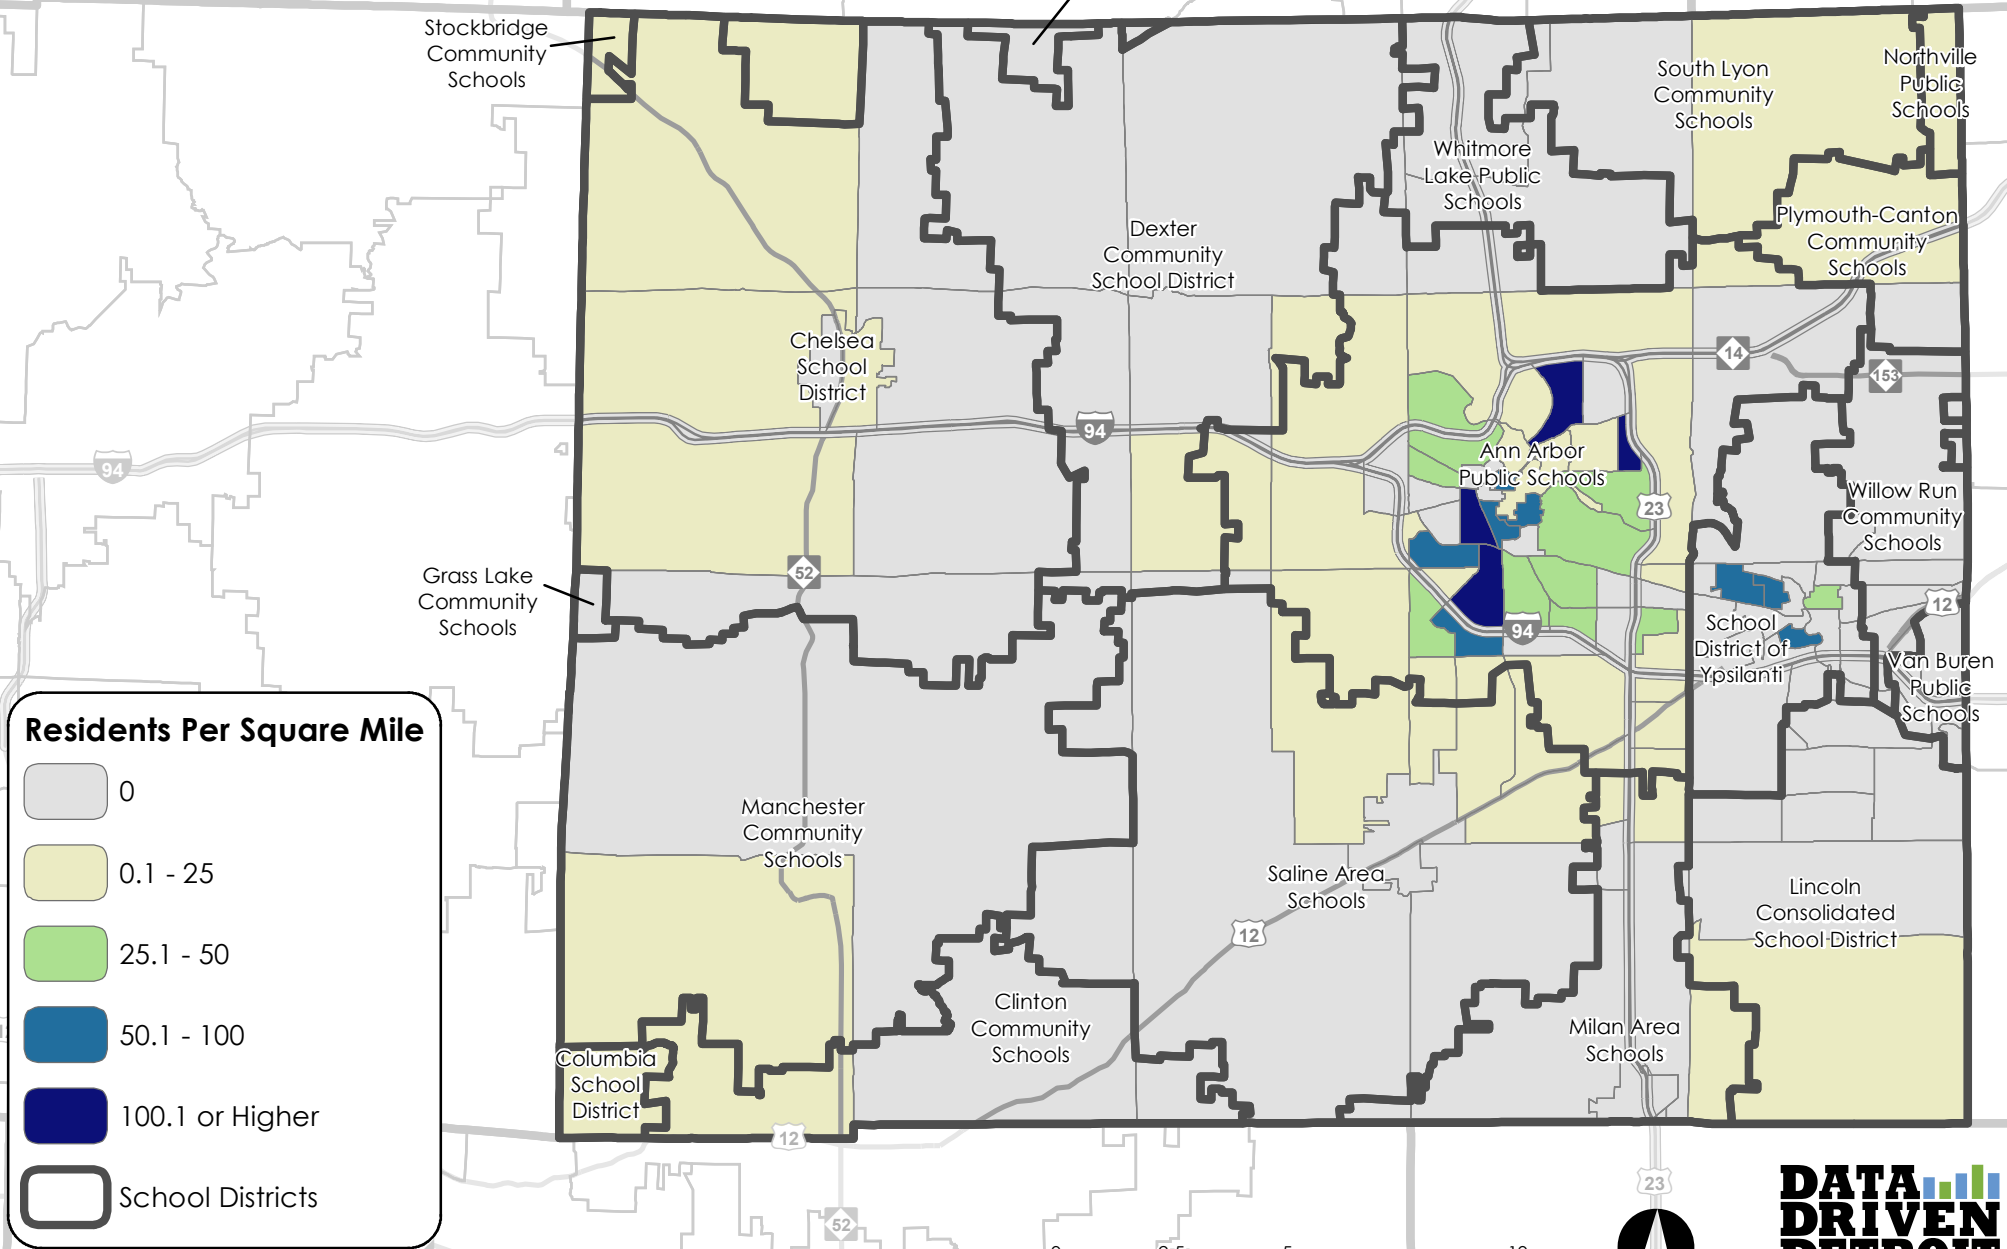 Stockbridge
Community
Schools
South Lyon
Community
Schools
Northville
Public
Schools
Whitmore
Lake Public
Schools
Plymouth-Canton
Community
Schools
Dexter
Community
School District
Chelsea
School
District
14
153
94
94
Ann Arbor
Public Schools
23
Willow Run
Community
Schools
52
Grass Lake
Community
Schools
12
94
School
District of
Ypsilanti
Van Buren
Public
Schools
Residents Per Square Mile
0
0.1 - 25
25.1 - 50
50.1 - 100
100.1 or Higher
School Districts
Manchester
Community
Schools
Saline Area
Schools
12
Lincoln
Consolidated
School District
Clinton
Community
Schools
Milan Area
Schools
Columbia
School
District
12
23
52
DATA
DRIVEN
DETROIT